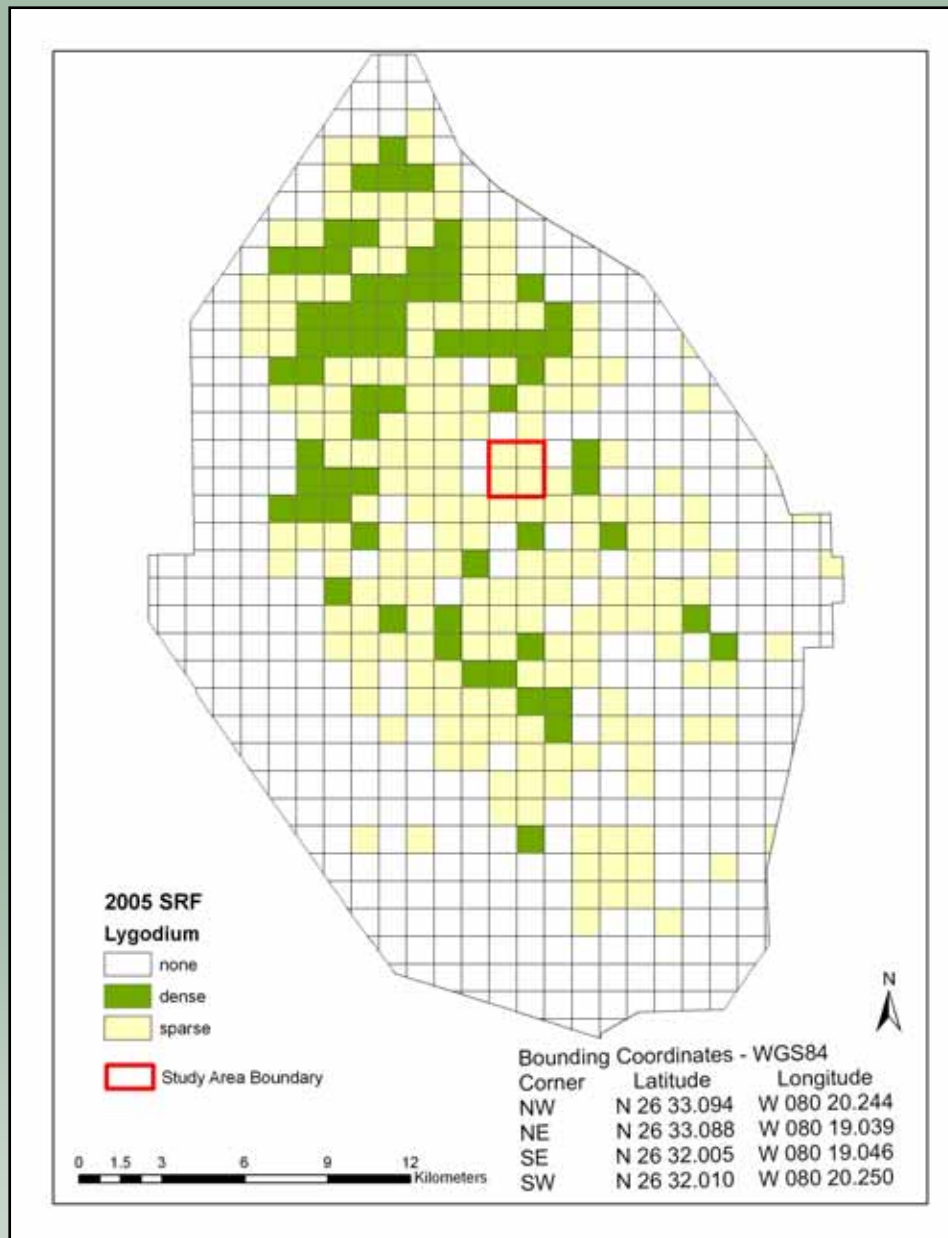 2005 SRF
Lygodium
none
dense
sparse
Study Area Boundary
0 1.5 3 6 9 12
Kilometers
N
Bounding Coordinates - WGS84
Corner Latitude Longitude
NW N 26 33.094 W 080 20.244
NE N 26 33.088 W 080 19.039
SE N 26 32.005 W 080 19.046
SW N 26 32.010 W 080 20.250